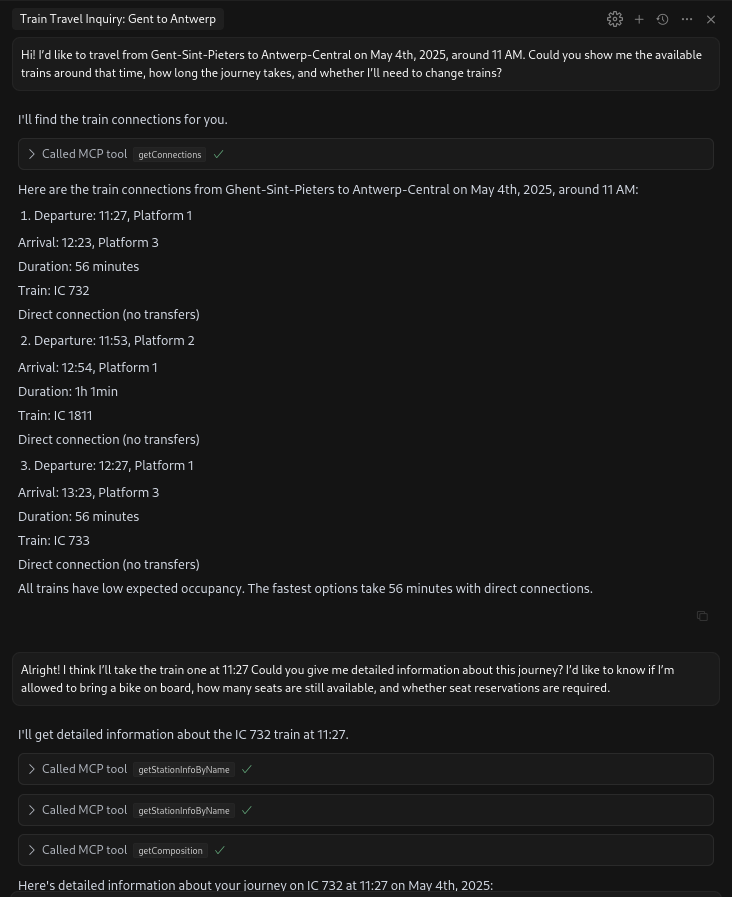 Train Travel Inquiry: Gent to Antwerp
Hi! I'd like to travel from Gent-Sint-Pieters to Antwerp-Central on May 4th, 2025, around 11 AM. Could you show me the available
trains around that time, how long the journey takes, and whether I'll need to change trains?
I'll find the train connections for you.
Called MCP tool getConnections
Here are the train connections from Ghent-Sint-Pieters to Antwerp-Central on May 4th, 2025, around 11 AM:
1. Departure: 11:27, Platform 1
Arrival: 12:23, Platform 3
Duration: 56 minutes
Train: IC 732
Direct connection (no transfers)
2. Departure: 11:53, Platform 2
Arrival: 12:54, Platform 1
Duration: 1h 1min
Train: IC 1811
Direct connection (no transfers)
3. Departure: 12:27, Platform 1
Arrival: 13:23, Platform 3
Duration: 56 minutes
Train: IC 733
Direct connection (no transfers)
All trains have low expected occupancy. The fastest options take 56 minutes with direct connections.
Alright! I think I'll take the train one at 11:27 Could you give me detailed information about this journey? I'd like to know if I'm
allowed to bring a bike on board, how many seats are still available, and whether seat reservations are required.
I'll get detailed information about the IC 732 train at 11:27.
Called MCP tool getStationInfoByName
Called MCP tool getStationInfoByName
Called MCP tool getComposition
Here's detailed information about your journey on IC 732 at 11:27 on May 4th, 2025: